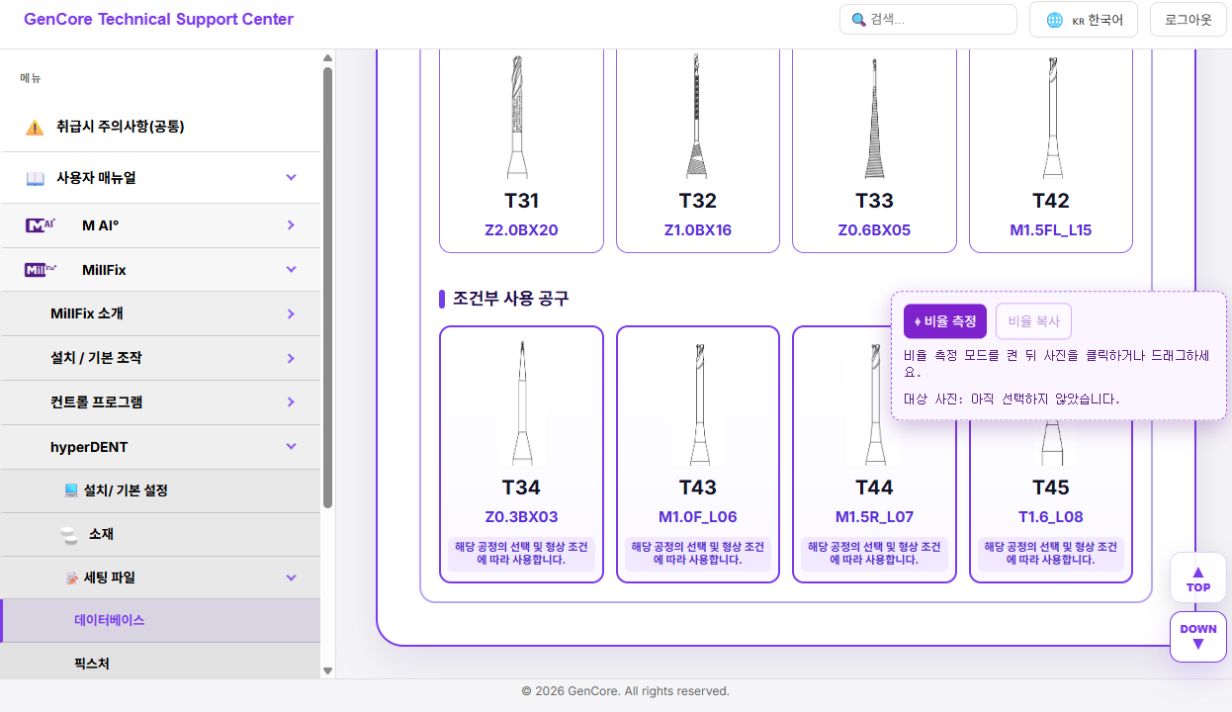 GenCore Technical Support Center
검색...
KR 한국어
로그아웃
메뉴
취급시 주의사항(공통)
사용자 매뉴얼
M AI°
MillFix
MillFix 소개
설치 / 기본 조작
컨트롤 프로그램
hyperDENT
설치/ 기본 설정
소재
세팅 파일
데이터베이스
픽스처
T31
Z2.0BX20
T32
Z1.0BX16
T33
Z0.6BX05
T42
M1.5FL_L15
조건부 사용 공구
비율 측정
비율 복사
비율 측정 모드를 켠 뒤 사진을 클릭하거나 드래그하세
요.
대상 사진: 아직 선택하지 않았습니다.
T34
Z0.3BX03
해당 공정의 선택 및 형상 조건
에 따라 사용합니다.
T43
M1.0F_L06
해당 공정의 선택 및 형상 조건
에 따라 사용합니다.
T44
M1.5R_L07
해당 공정의 선택 및 형상 조건
에 따라 사용합니다.
T45
T1.6_L08
해당 공정의 선택 및 형상 조건
에 따라 사용합니다.
TOP
DOWN
© 2026 GenCore. All rights reserved.